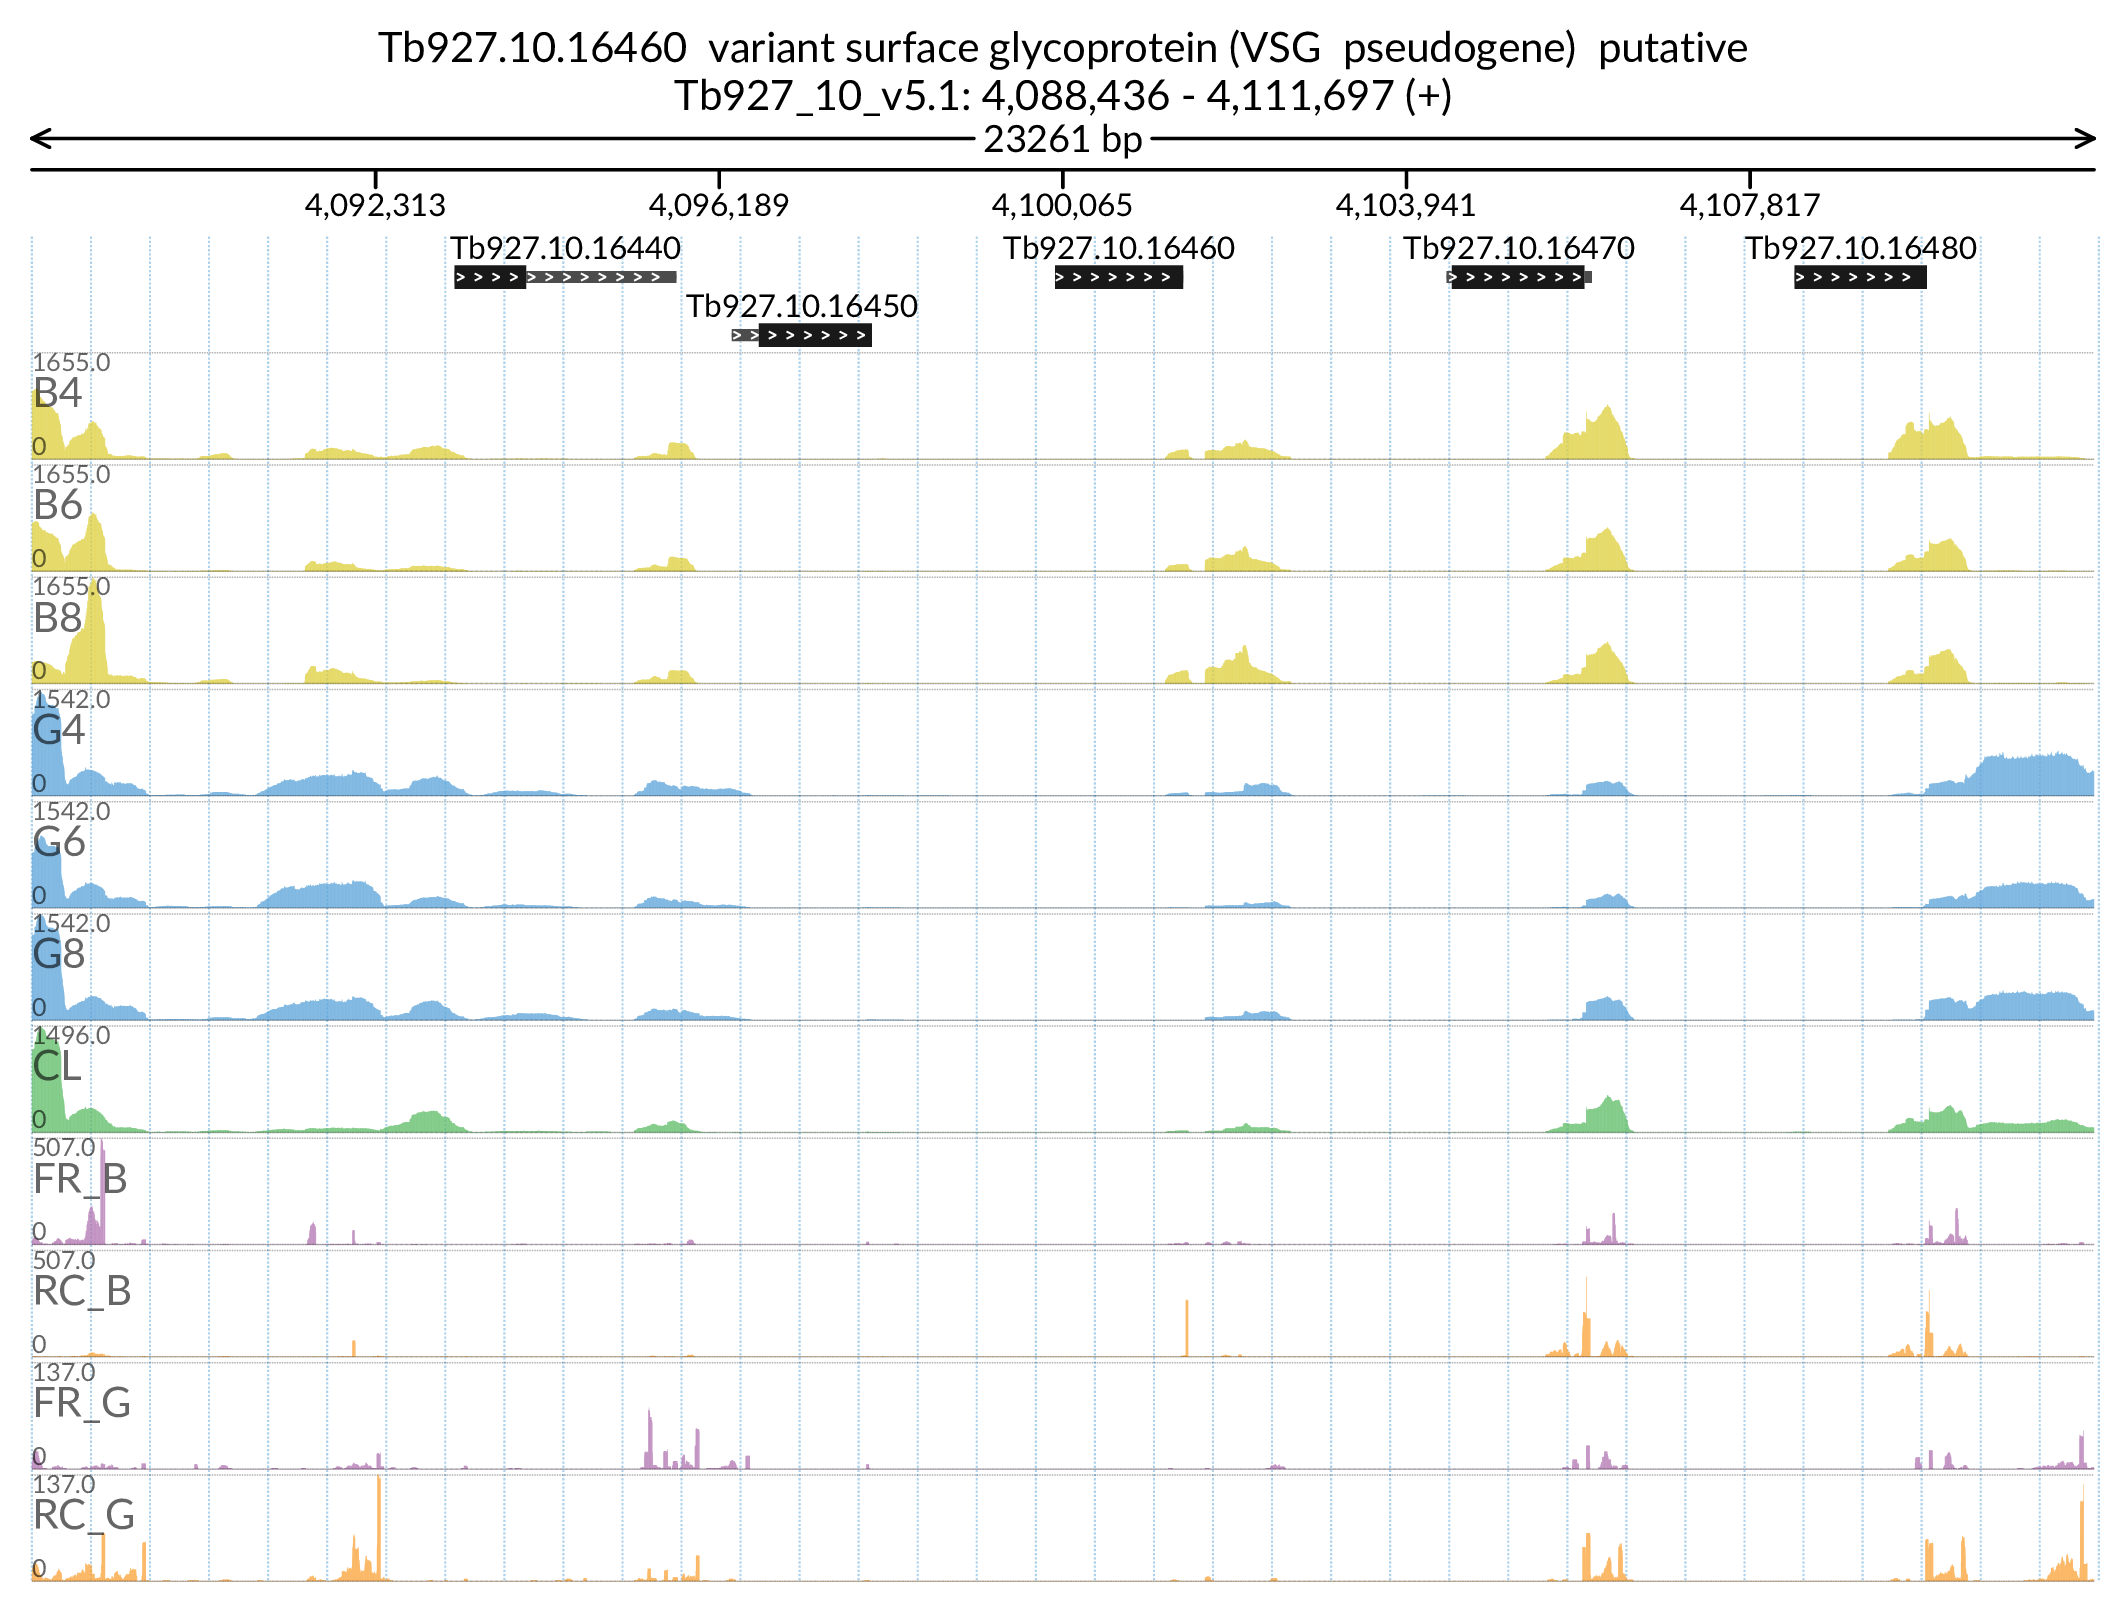 Tb927.10.16460 variant surface glycoprotein (VSG pseudogene) putative
Tb927_10_v5.1: 4,088,436 - 4,111,697 (+)
23261 bp
4,092,313 4,096,189 4,100,065 4,103,941 4,107,817
Tb927.10.16440 Tb927.10.16460 Tb927.10.16470 Tb927.10.16480
Tb927.10.16450
1655.0
B4
0
1655.0
B6
0
1655.0
B8
0
1542.0
G4
0
1542.0
G6
0
1542.0
G8
0
1496.0
CL
0
507.0
FR_B
0
507.0
RC_B
0
137.0
FR_G
0
137.0
RC_G
0